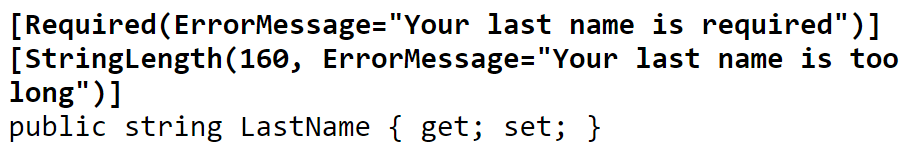 [Required(ErrorMessage="Your last name is required")]
[StringLength(160, ErrorMessage="Your last name is too
long")]
public string LastName { get; set; }